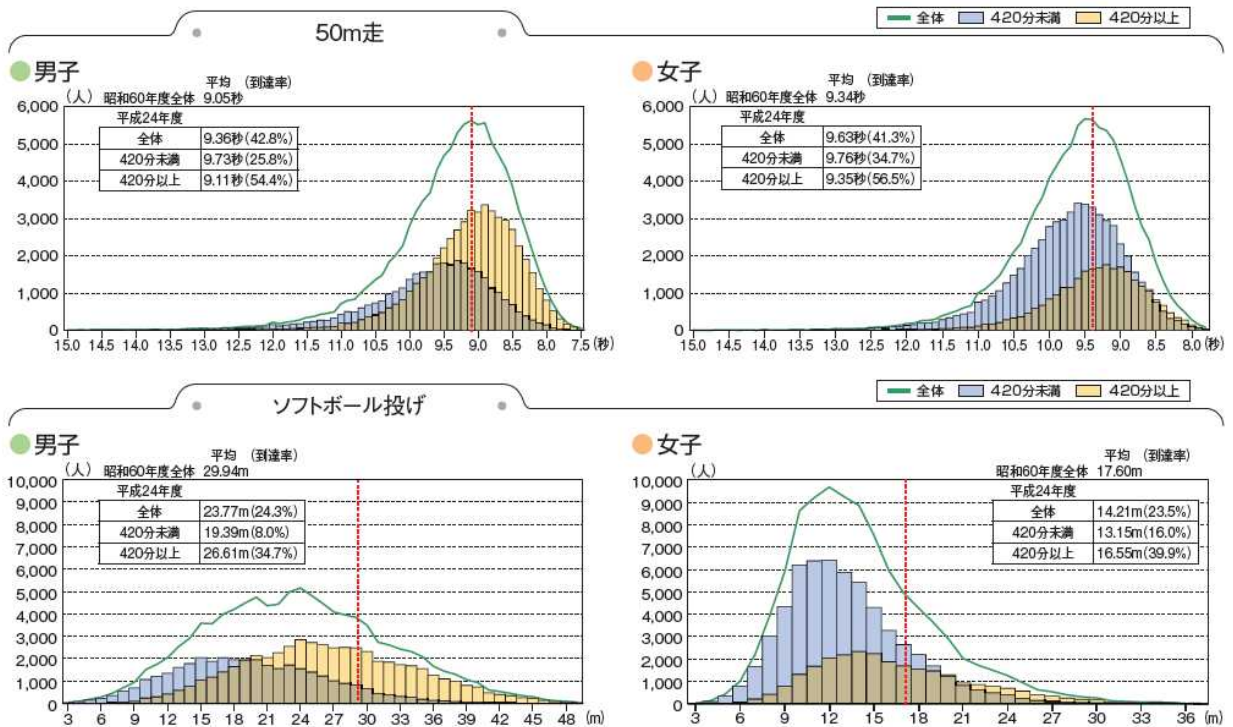 50m走
全体 420分未満 420分以上
男子
平均 (到達率)
(人) 昭和60年度全体 9.05秒
平成24年度
全体 9.36秒(42.8%)
420分未満 9.73秒(25.8%)
420分以上 9.11秒(54.4%)
6,000
5,000
4,000
3,000
2,000
1,000
0
15.0 14.5 14.0 13.5 13.0 12.5 12.0 11.5 11.0 10.5 10.0 9.5 9.0 8.5 8.0 7.5(秒)
女子
平均 (到達率)
(人) 昭和60年度全体 9.34秒
平成24年度
全体 9.63秒(41.3%)
420分未満 9.76秒(34.7%)
420分以上 9.35秒(56.5%)
6,000
5,000
4,000
3,000
2,000
1,000
0
15.0 14.5 14.0 13.5 13.0 12.5 12.0 11.5 11.0 10.5 10.0 9.5 9.0 8.5 8.0 (秒)
ソフトボール投げ
全体 420分未満 420分以上
男子
平均 (到達率)
(人) 昭和60年度全体 29.94m
平成24年度
全体 23.77m(24.3%)
420分未満 19.39m(8.0%)
420分以上 26.61m(34.7%)
10,000
9,000
8,000
7,000
6,000
5,000
4,000
3,000
2,000
1,000
0
3 6 9 12 15 18 21 24 27 30 33 36 39 42 45 48 (m)
女子
平均 (到達率)
(人) 昭和60年度全体 17.60m
平成24年度
全体 14.21m(23.5%)
420分未満 13.15m(16.0%)
420分以上 16.55m(39.9%)
10,000
9,000
8,000
7,000
6,000
5,000
4,000
3,000
2,000
1,000
0
3 6 9 12 15 18 21 24 27 30 33 36 (m)